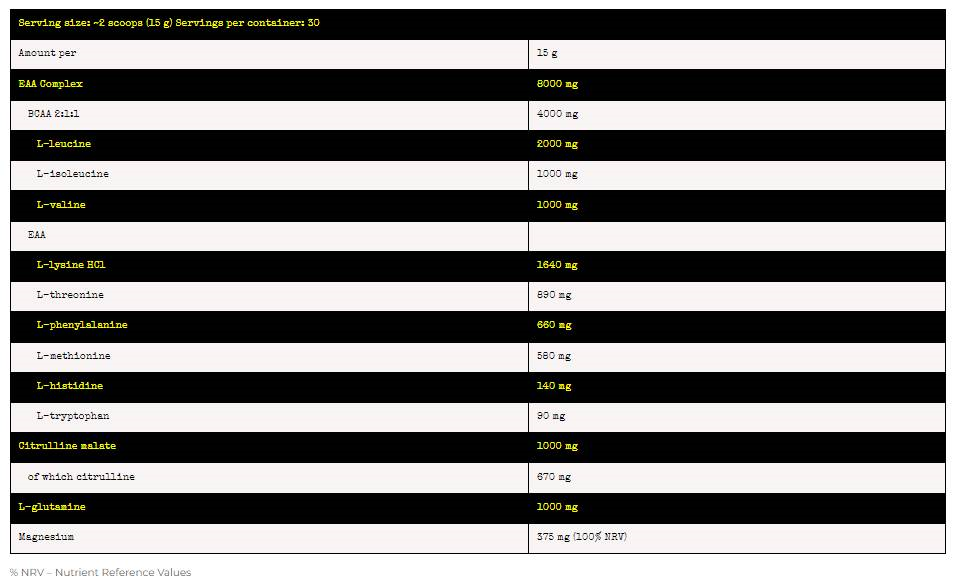 Serving size: ~2 scoops (15 g) Servings per container: 30
Amount per 15 g
EAA Complex 8000 mg
BCAA 2:1:1 4000 mg
L-leucine 2000 mg
L-isoleucine 1000 mg
L-valine 1000 mg
EAA
L-lysine HCl 1640 mg
L-threonine 890 mg
L-phenylalanine 660 mg
L-methionine 580 mg
L-histidine 140 mg
L-tryptophan 90 mg
Citrulline malate 1000 mg
of which citrulline 670 mg
L-glutamine 1000 mg
Magnesium 375 mg (100% NRV)
% NRV – Nutrient Reference Values